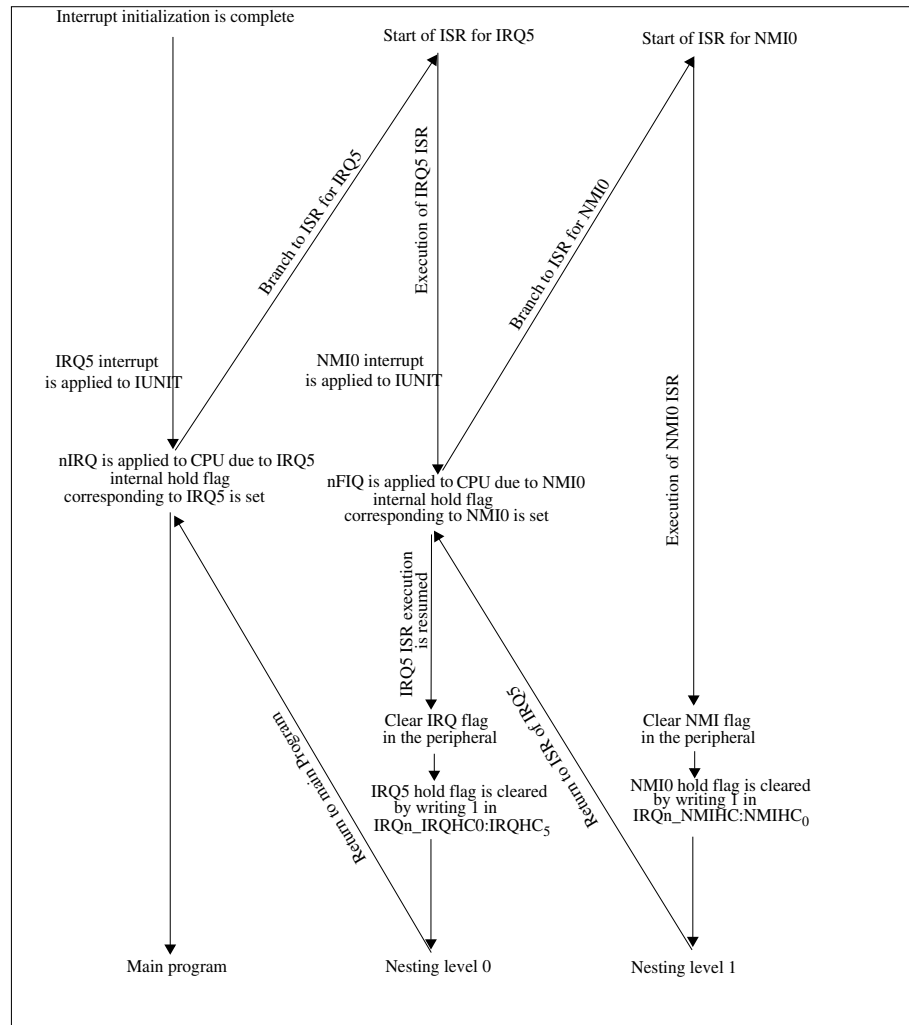 Interrupt initialization is complete
Start of ISR for IRQ5
Start of ISR for NMI0
Branch to ISR for IRQ5
Execution of IRQ5 ISR
Branch to ISR for NMI0
IRQ5 interrupt
is applied to IUNIT
NMI0 interrupt
is applied to IUNIT
Execution of NMI0 ISR
nIRQ is applied to CPU due to IRQ5
internal hold flag
corresponding to IRQ5 is set
nFIQ is applied to CPU due to NMI0
internal hold flag
corresponding to NMI0 is set
IRQ5 ISR execution
is resumed
Return to main Program
Return to ISR of IRQ5
Clear IRQ flag
in the peripheral
Clear NMI flag
in the peripheral
IRQ5 hold flag is cleared
by writing 1 in
IRQn_IRQHC0:IRQHC5
NMI0 hold flag is cleared
by writing 1 in
IRQn_NMIHC:NMIHC0
Main program
Nesting level 0
Nesting level 1